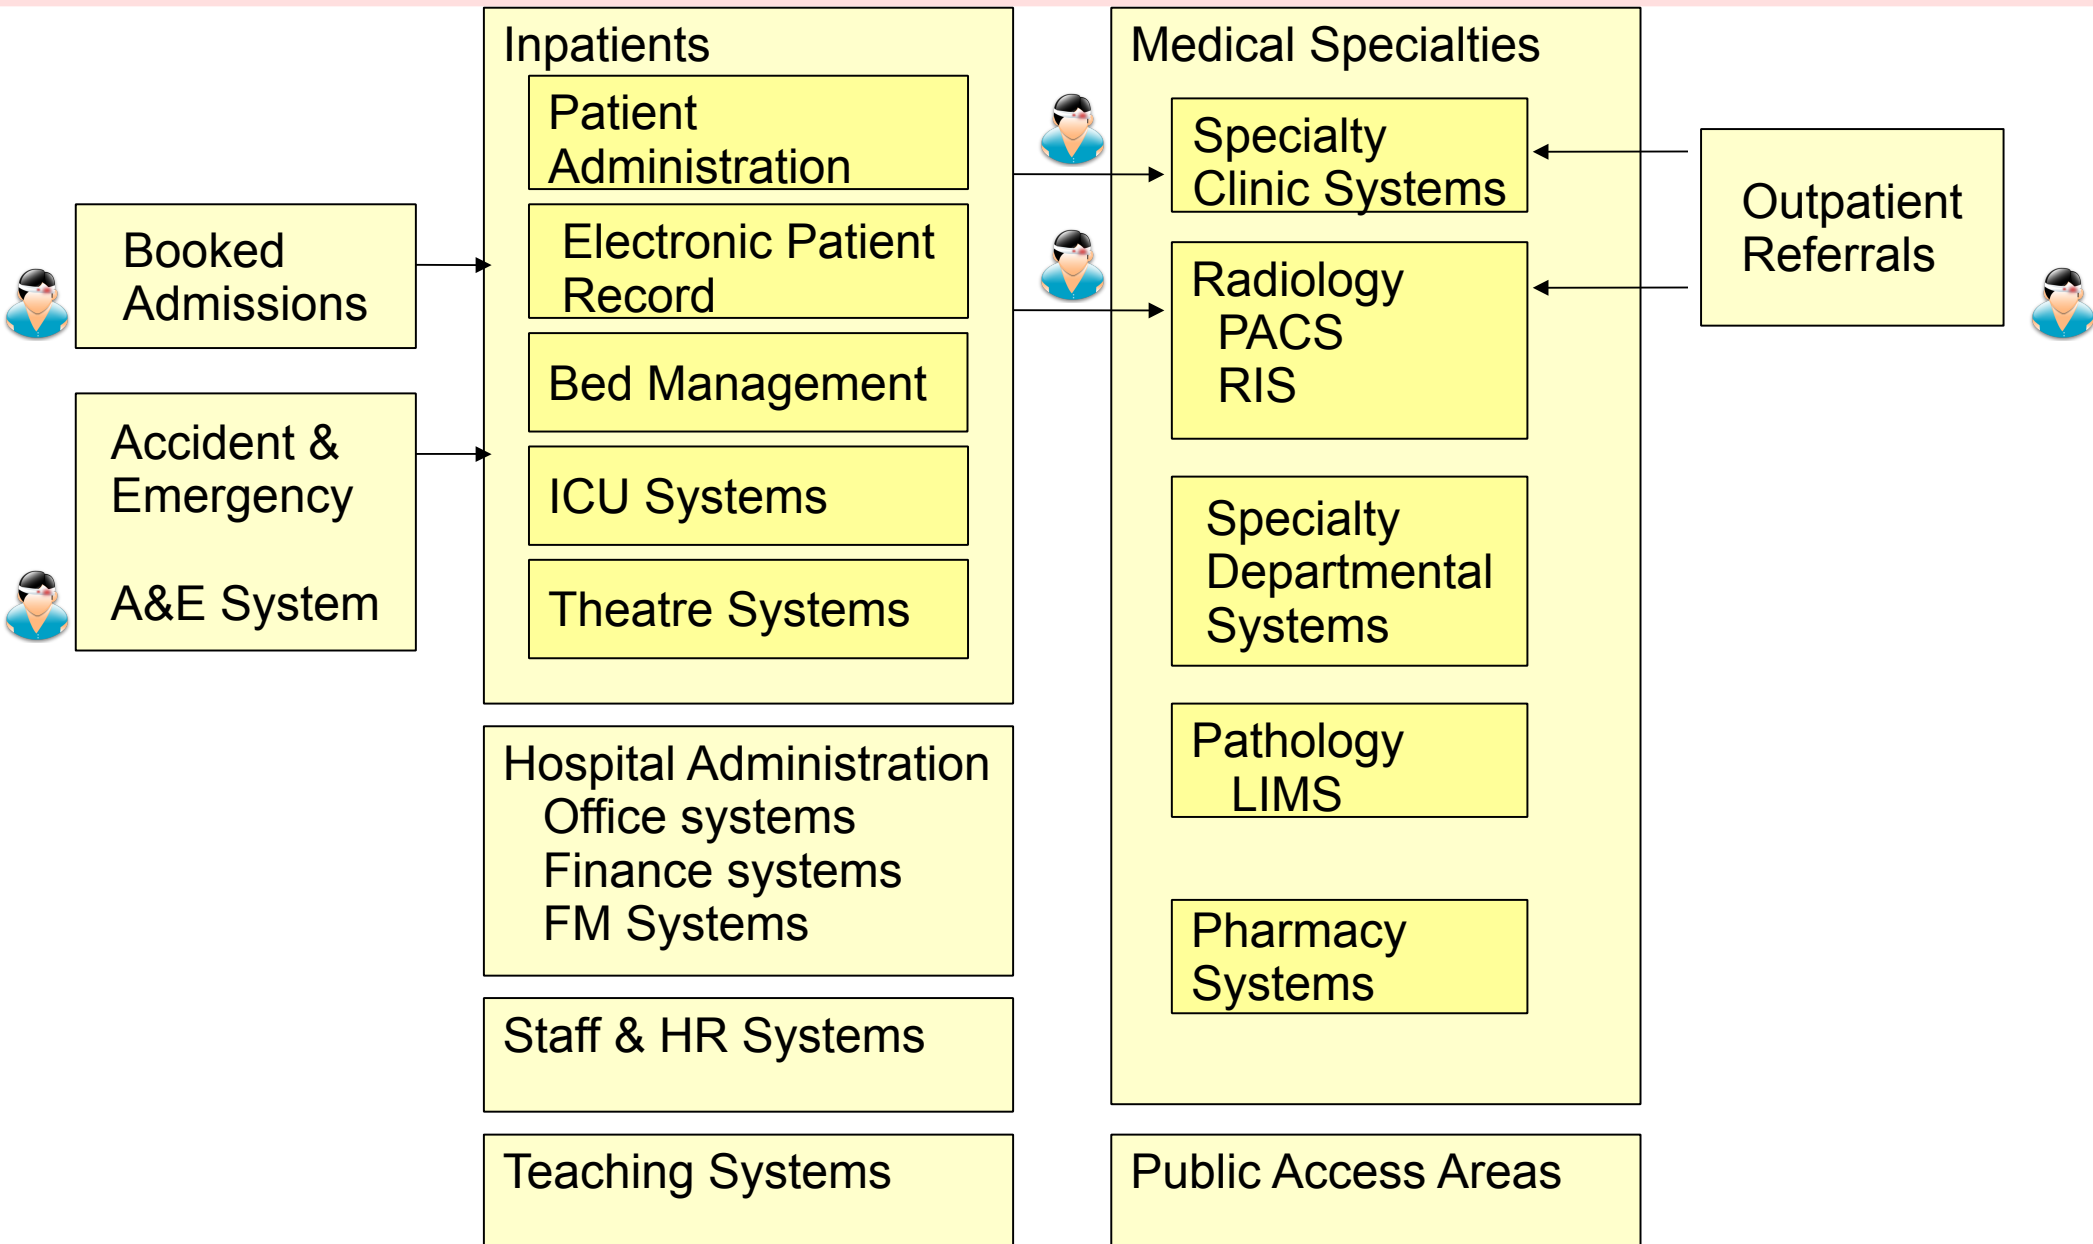 Booked
Admissions
Accident &
Emergency
A&E System
Inpatients
Patient
Administration
Electronic Patient
Record
Bed Management
ICU Systems
Theatre Systems
Hospital Administration
Office systems
Finance systems
FM Systems
Staff & HR Systems
Teaching Systems
Medical Specialties
Specialty
Clinic Systems
Radiology
PACS
RIS
Specialty
Departmental
Systems
Pathology
LIMS
Pharmacy
Systems
Public Access Areas
Outpatient
Referrals